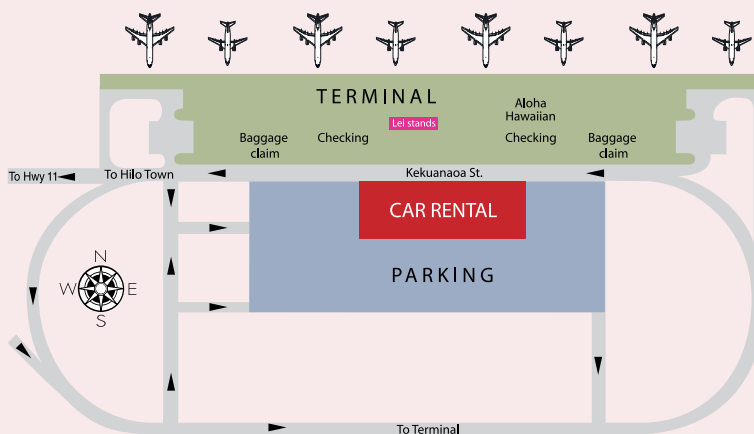 TERMINAL
Aloha
Hawaiian
Lei stands
Baggage
claim
Checking
Checking
Baggage
claim
To Hwy 11
To Hilo Town
Kekuanaoa St.
CAR RENTAL
PARKING
N
W
E
S
To Terminal